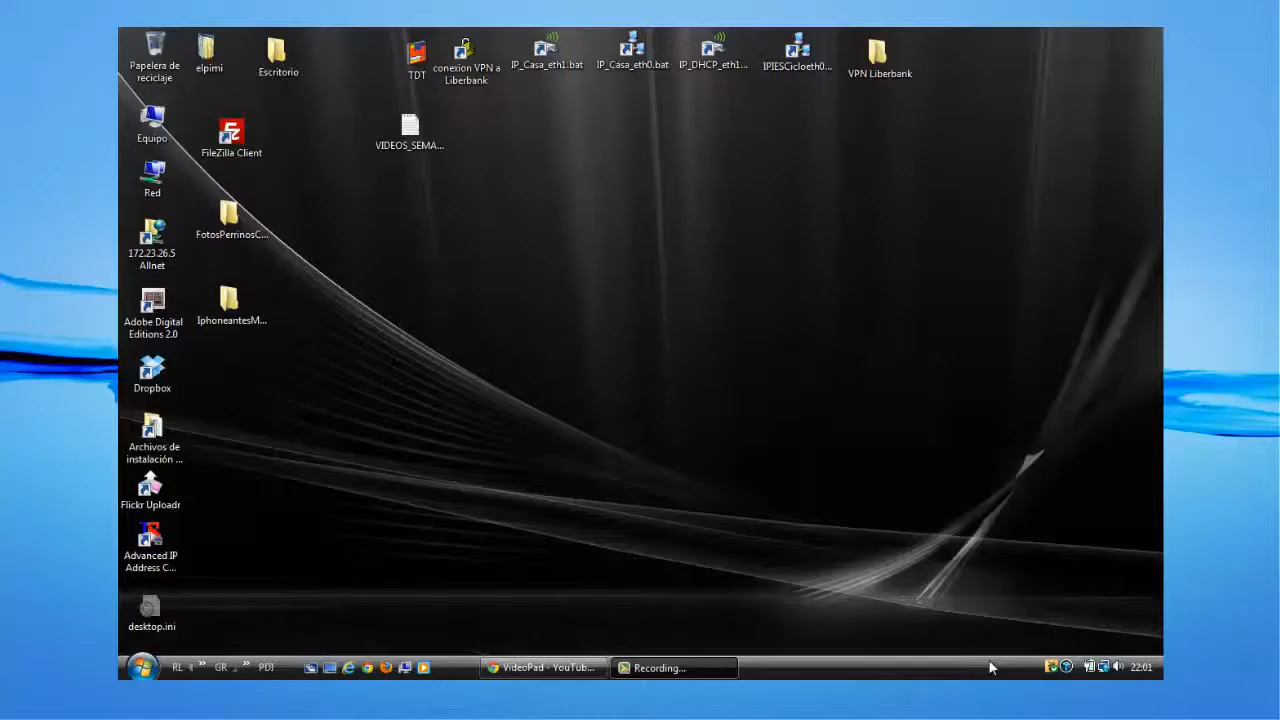 Papelera de
reciclaje
elpimi
Escritorio
TDT
conexion VPN a
Liberbank
IP_Casa_eth1.bat
IP_Casa_eth0.bat
IP_DHCP_eth1...
IPIESCicloeth0...
VPN Liberbank
Equipo
FileZilla Client
VIDEOS_SEMA...
Red
FotosPerrinosC...
172.23.26.5
Allnet
Adobe Digital
Editions 2.0
IphoneantesM...
Dropbox
Archivos de
instalación ...
Flickr Uploadr
Advanced IP
Address C...
desktop.ini
RL » GR » PDI
VideoPad - YouTub...
Recording...
22:01